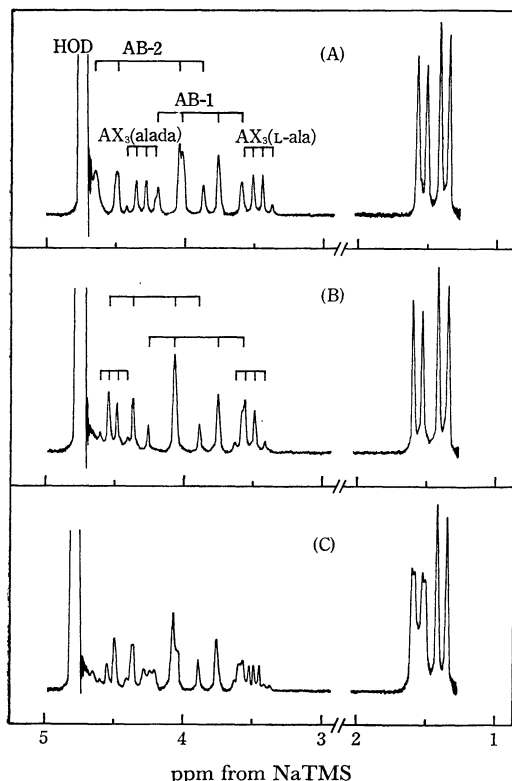 (A)
HOD
AB-2
AB-1
AX₃(alada)
AX₃(L-ala)
(B)
(C)
5 4 3 2 1
ppm from NaTMS